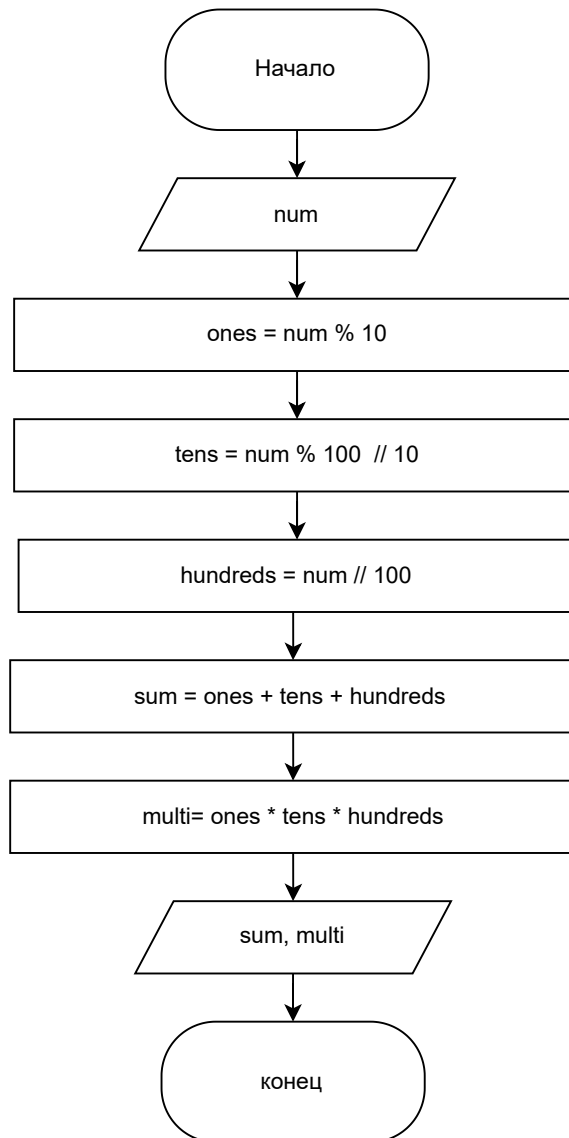 Начало
num
ones = num % 10
tens = num % 100  // 10
hundreds = num // 100
sum = ones + tens + hundreds
multi= ones * tens * hundreds
sum, multi
конец